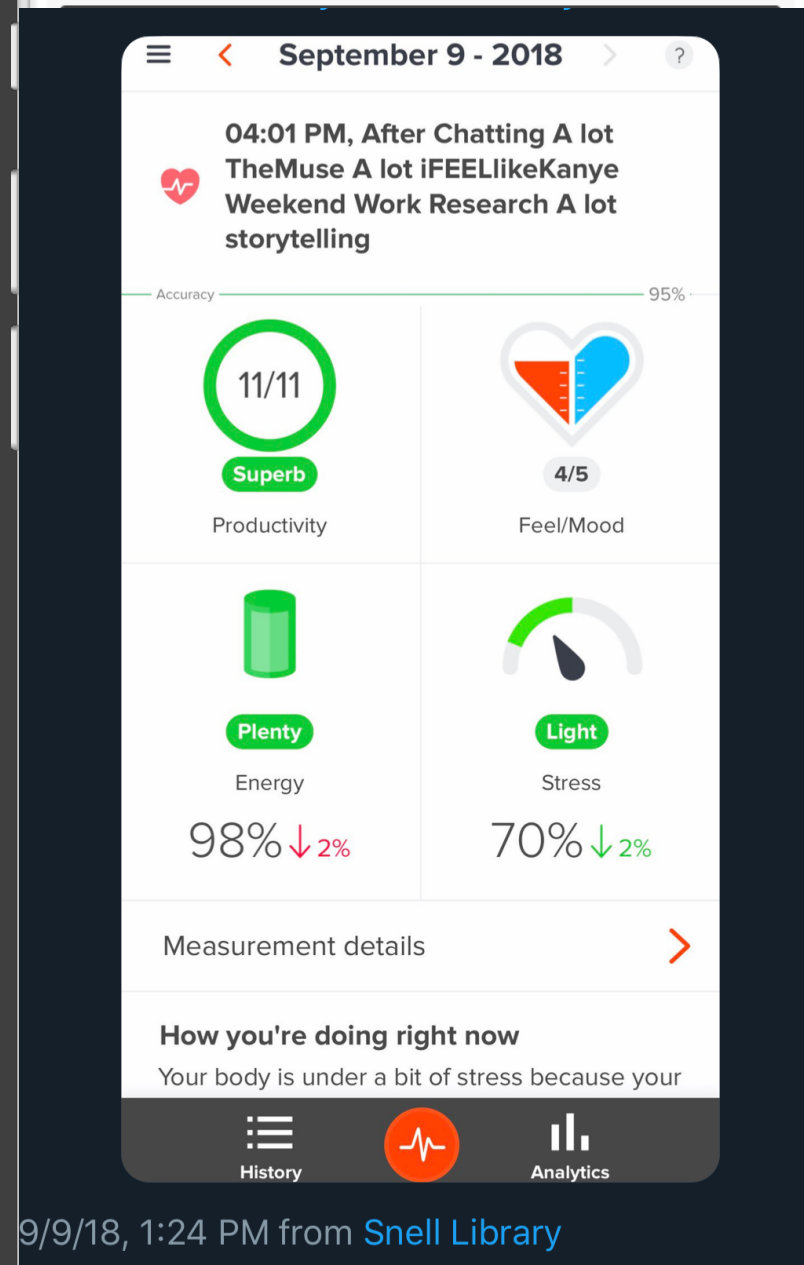 September 9 - 2018
?
04:01 PM, After Chatting A lot
TheMuse A lot iFEELlikeKanye
Weekend Work Research A lot
storytelling
Accuracy 95%
11/11
Superb
Productivity
4/5
Feel/Mood
Plenty
Energy
98% ↓ 2%
Light
Stress
70% ↓ 2%
Measurement details
How you're doing right now
Your body is under a bit of stress because your
History
Analytics
9/9/18, 1:24 PM from Snell Library